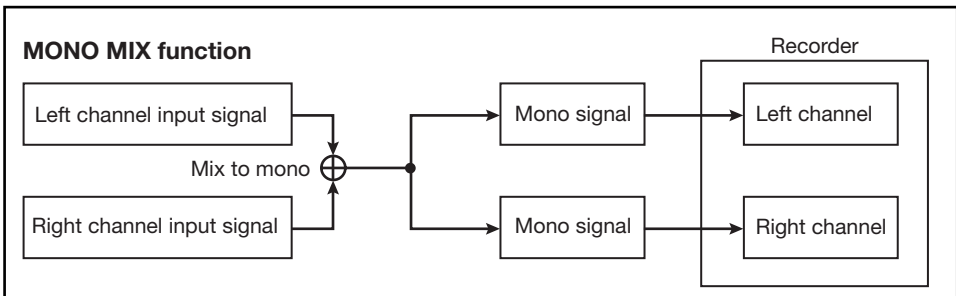 MONO MIX function
Recorder
Left channel input signal
Mono signal
Left channel
Mix to mono
Right channel input signal
Mono signal
Right channel